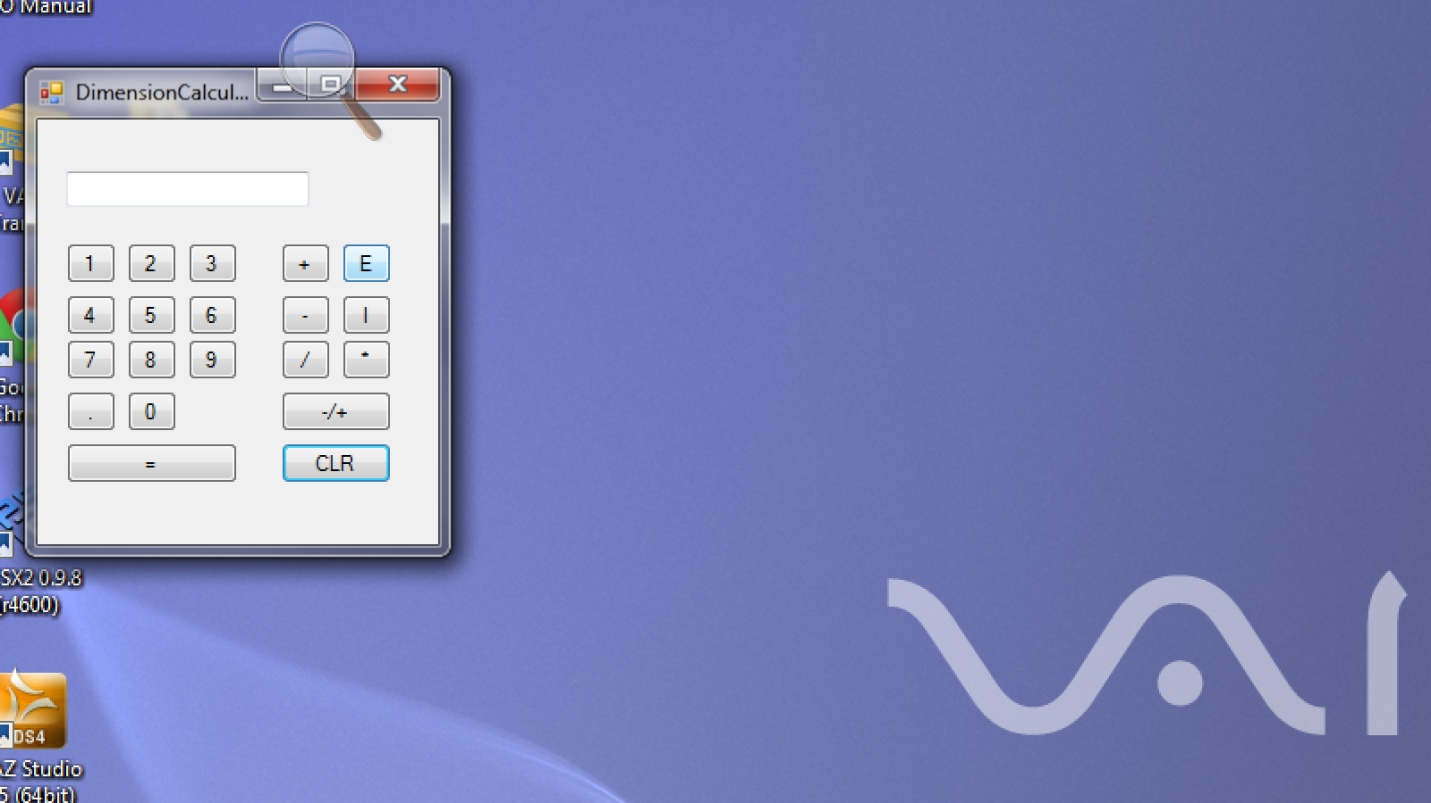 O Manual
DimensionCalcul...
1 2 3 + E
4 5 6 - I
7 8 9 / *
. 0 -/+
= CLR
SX2 0.9.8
(r4600)
DS4
AZ Studio
5 (64bit)
VAI